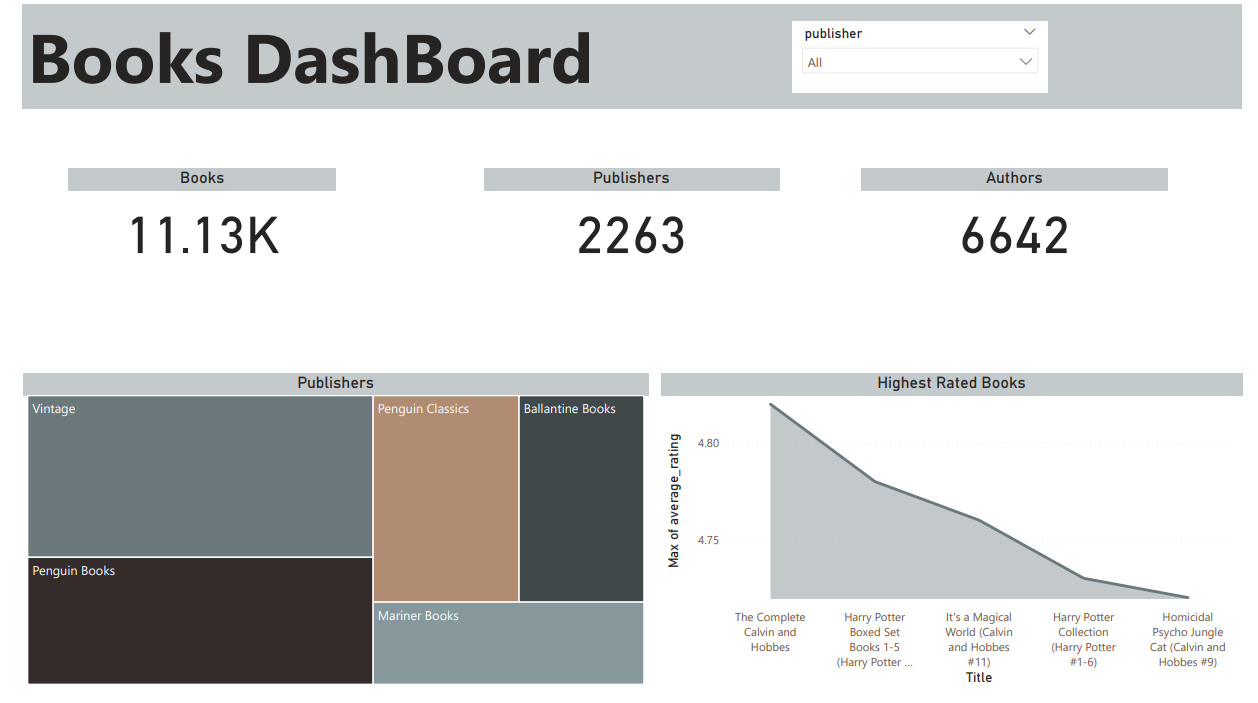 Books DashBoard
publisher
All
Books
11.13K
Publishers
2263
Authors
6642
Publishers
Vintage
Penguin Classics
Ballantine Books
Penguin Books
Mariner Books
Highest Rated Books
Max of average_rating
4.80
4.75
The Complete
Calvin and
Hobbes
Harry Potter
Boxed Set
Books 1-5
(Harry Potter ...
It's a Magical
World (Calvin
and Hobbes
#11)
Harry Potter
Collection
(Harry Potter
#1-6)
Homicidal
Psycho Jungle
Cat (Calvin and
Hobbes #9)
Title